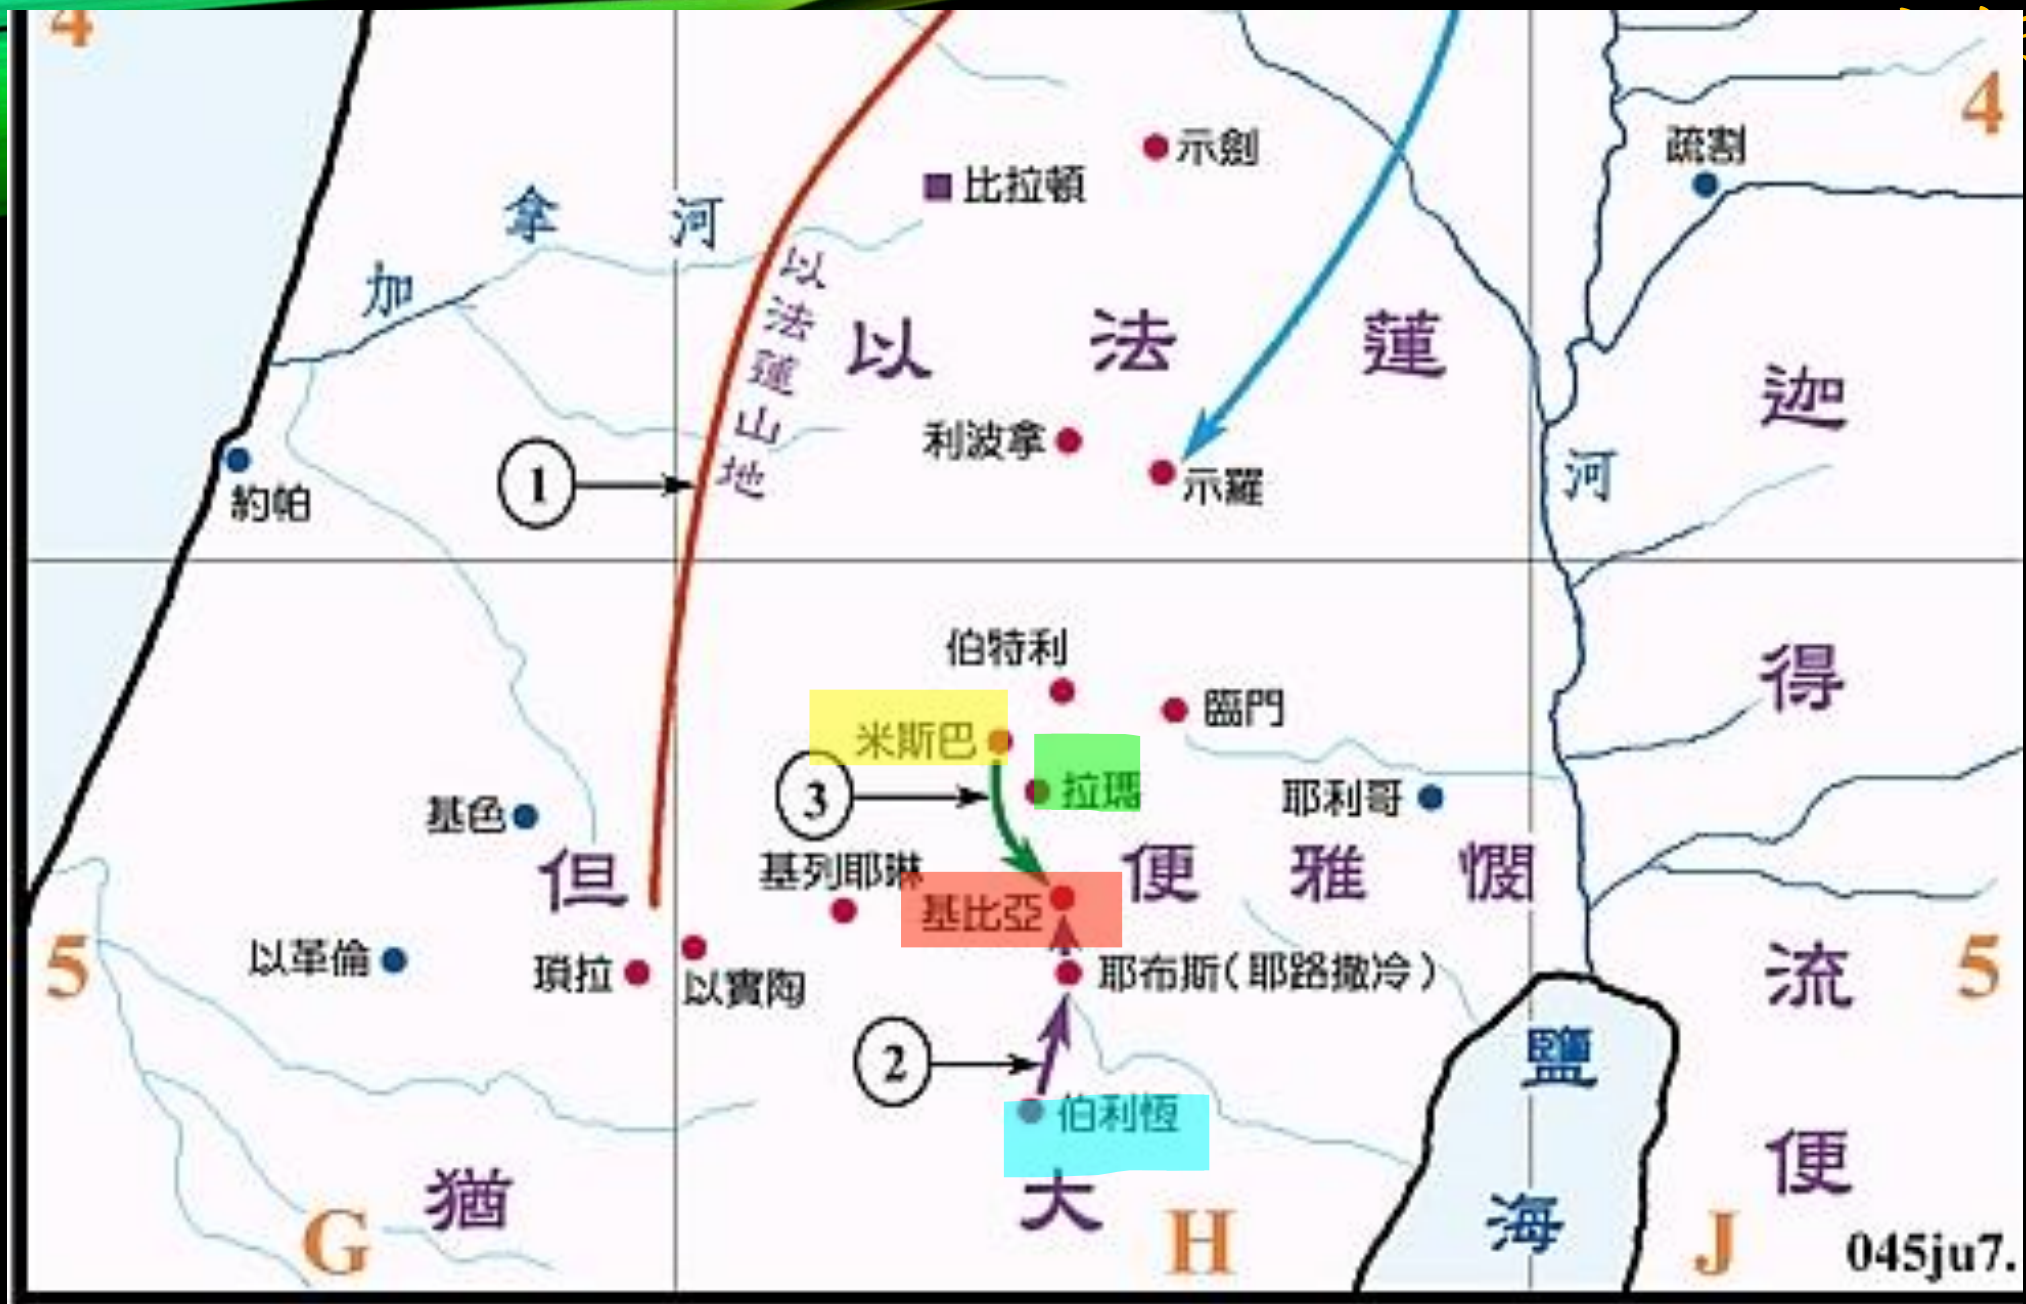 4
4
示劍
疏割
比拉頓
加拿河
以法蓮山地
以法蓮
迦
利波拿
河
示羅
1
約帕
伯特利
得
臨門
米斯巴
3
拉瑪
耶利哥
基色
但
基列耶琳
便雅憫
基比亞
5
以革倫
瑣拉
以實陶
耶布斯(耶路撒冷)
流
5
鹽
2
伯利恆
便
猶
大
海
G
H
J
045ju7.